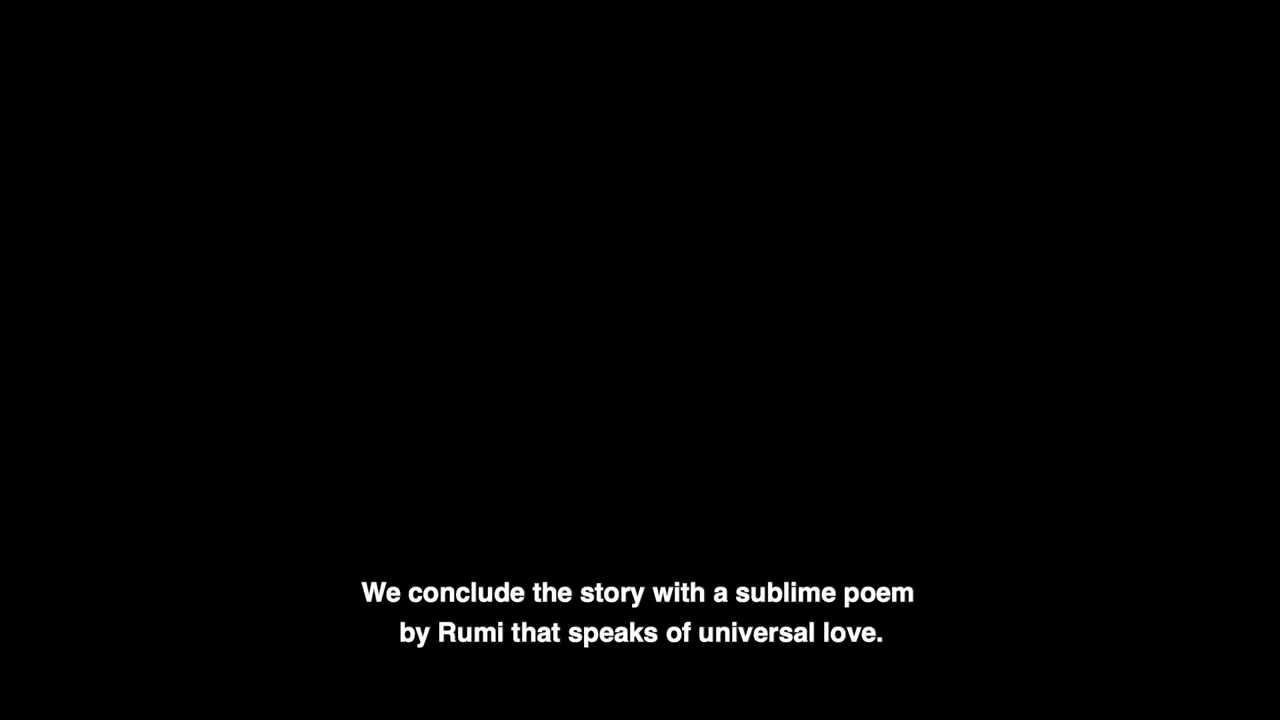 We conclude the story with a sublime poem
by Rumi that speaks of universal love.